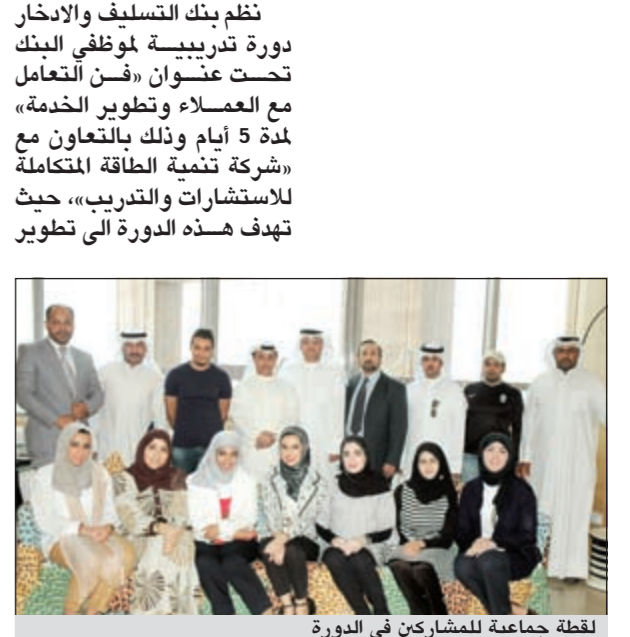 نظم بنك التسليف والادخار
دورة تدريبية لموظفي البنك
تحت عنوان «فن التعامل
مع العملاء وتطوير الخدمة»
لمدة 5 أيام وذلك بالتعاون مع
«شركة تنمية الطاقة المتكاملة
للاستشارات والتدريب»، حيث
تهدف هذه الدورة الى تطوير
لقطة جماعية للمشاركين في الدورة